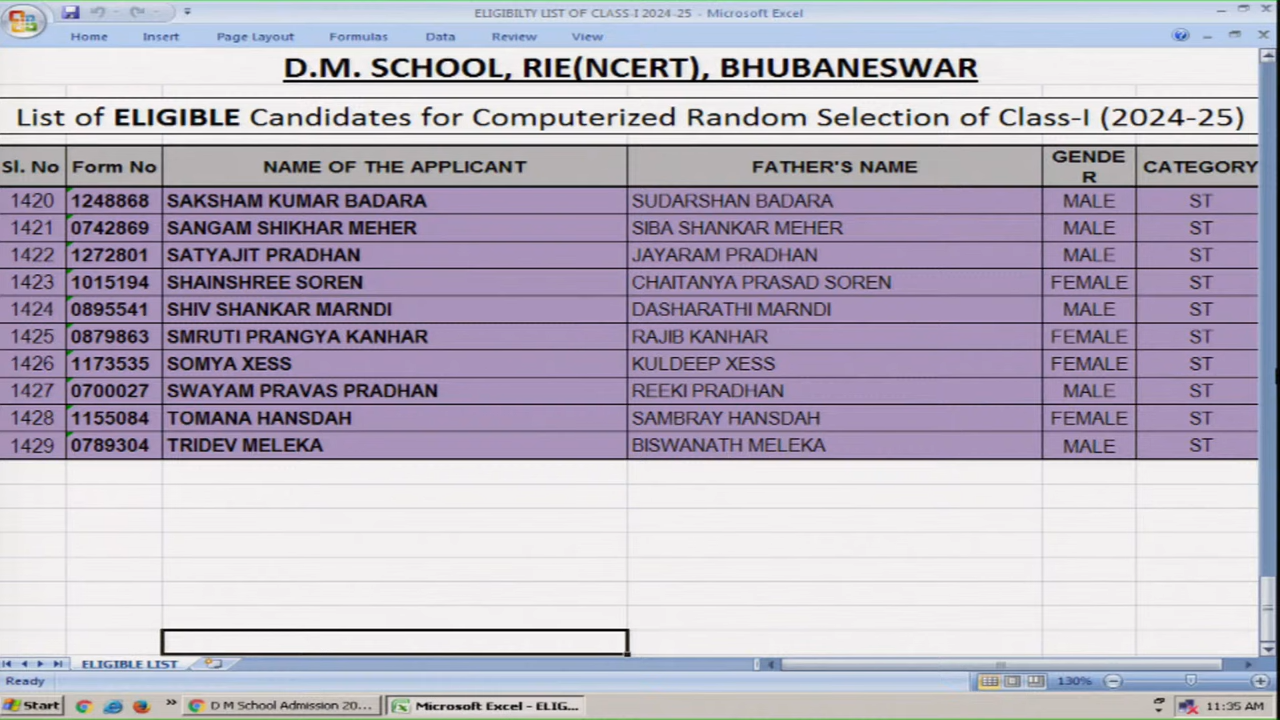 ELIGIBILTY LIST OF CLASS-I 2024-25 - Microsoft Excel
Home Insert Page Layout Formulas Data Review View
D.M. SCHOOL, RIE(NCERT), BHUBANESWAR
List of ELIGIBLE Candidates for Computerized Random Selection of Class-I (2024-25)
Sl. No Form No NAME OF THE APPLICANT FATHER'S NAME GENDE
R CATEGORY
1420 1248868 SAKSHAM KUMAR BADARA SUDARSHAN BADARA MALE ST
1421 0742869 SANGAM SHIKHAR MEHER SIBA SHANKAR MEHER MALE ST
1422 1272801 SATYAJIT PRADHAN JAYARAM PRADHAN MALE ST
1423 1015194 SHAINSHREE SOREN CHAITANYA PRASAD SOREN FEMALE ST
1424 0895541 SHIV SHANKAR MARNDI DASHARATHI MARNDI MALE ST
1425 0879863 SMRUTI PRANGYA KANHAR RAJIB KANHAR FEMALE ST
1426 1173535 SOMYA XESS KULDEEP XESS FEMALE ST
1427 0700027 SWAYAM PRAVAS PRADHAN REEKI PRADHAN MALE ST
1428 1155084 TOMANA HANSDAH SAMBRAY HANSDAH FEMALE ST
1429 0789304 TRIDEV MELEKA BISWANATH MELEKA MALE ST
ELIGIBLE LIST
Ready 130%
Start D M School Admission 20... Microsoft Excel - ELIG... 11:35 AM